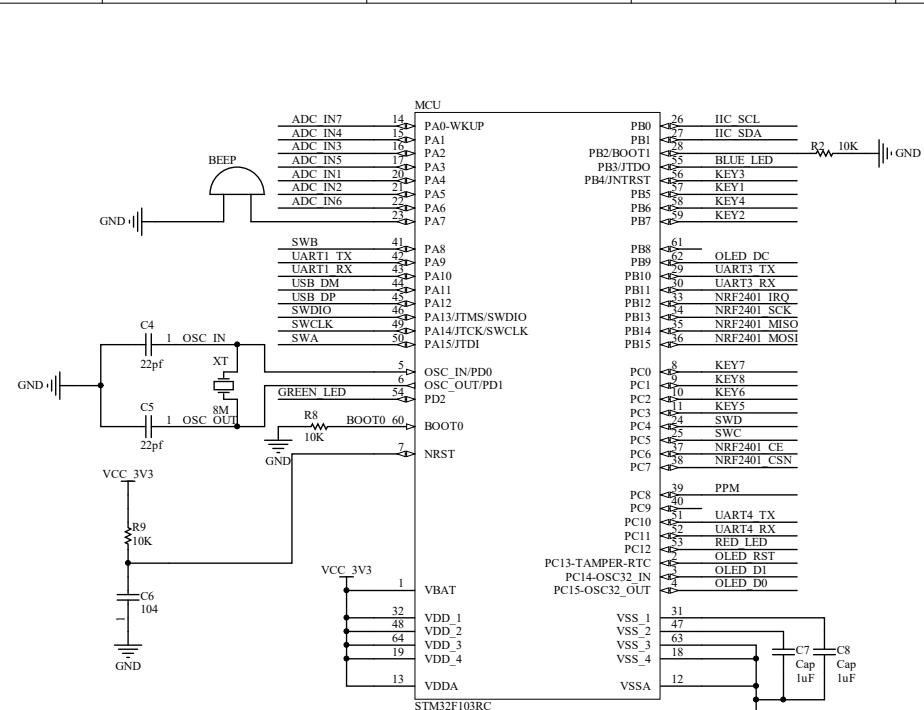 MCU
ADC_IN7 14 PA0-WKUP PB0 26 IIC_SCL
ADC_IN4 15 PA1 PB1 27 IIC_SDA
ADC_IN3 16 PA2 PB2/BOOT1 28 R2 10K GND
BEEP ADC_IN5 17 PA3 PB3/JTDO 55 BLUE_LED
ADC_IN1 20 PA4 PB4/JNTRST 56 KEY3
ADC_IN2 21 PA5 PB5 57 KEY1
ADC_IN6 22 PA6 PB6 58 KEY4
GND 23 PA7 PB7 59 KEY2
SWB 41 PA8 PB8 61
UART1_TX 42 PA9 PB9 62 OLED_DC
UART1_RX 43 PA10 PB10 29 UART3_TX
USB_DM 44 PA11 PB11 30 UART3_RX
USB_DP 45 PA12 PB12 33 NRF2401_IRQ
SWDIO 46 PA13/JTMS/SWDIO PB13 34 NRF2401_SCK
SWCLK 49 PA14/JTCK/SWCLK PB14 35 NRF2401_MISO
SWA 50 PA15/JTDI PB15 36 NRF2401_MOSI
C4 1 OSC_IN
22pf
XT
5 OSC_IN/PD0 PC0 8 KEY7
GND 6 OSC_OUT/PD1 PC1 9 KEY8
GREEN_LED 54 PD2 PC2 10 KEY6
8M
PC3 11 KEY5
C5 1 OSC_OUT
22pf
R8 BOOT0 60 BOOT0 PC4 24 SWD
10K
PC5 25 SWC
GND 7 NRST PC6 37 NRF2401_CE
PC7 38 NRF2401_CSN
VCC_3V3
PC8 39 PPM
PC9 40
PC10 51 UART4_TX
R9 PC11 52 UART4_RX
10K PC12 53 RED_LED
PC13-TAMPER-RTC 2 OLED_RST
VCC_3V3 PC14-OSC32_IN 3 OLED_D1
1 VBAT PC15-OSC32_OUT 4 OLED_D0
C6
104
1
GND
32 VDD_1 VSS_1 31
48 VDD_2 VSS_2 47
64 VDD_3 VSS_3 63
19 VDD_4 VSS_4 18
C7 C8
Cap Cap
1uF 1uF
13 VDDA VSSA 12
STM32F103RC